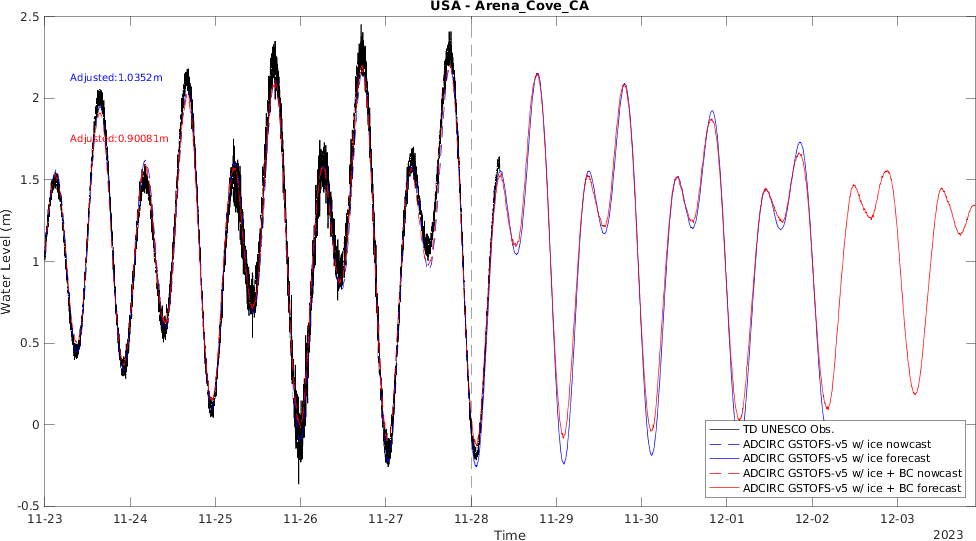 USA - Arena_Cove_CA
2.5
2
1.5
1
0.5
0
-0.5
Water Level (m)
Adjusted:1.0352m
Adjusted:0.90081m
TD UNESCO Obs.
ADCIRC GSTOFS-v5 w/ ice nowcast
ADCIRC GSTOFS-v5 w/ ice forecast
ADCIRC GSTOFS-v5 w/ ice + BC nowcast
ADCIRC GSTOFS-v5 w/ ice + BC forecast
11-23 11-24 11-25 11-26 11-27 11-28 11-29 11-30 12-01 12-02 12-03
Time
2023